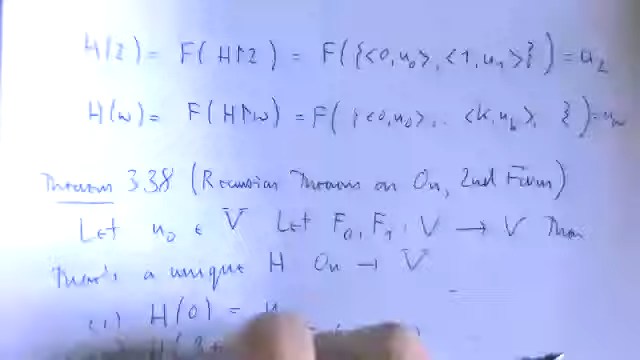 H(2) = F(H↾2) = F({<0, u₀>, <1, u₁>}) = u₂
H(ω) = F(H↾ω) = F({<0, u₀>, .. <k, u_k>, }) = u_ω
Theorem 3.38 (Recursion Theorem on On, 2nd Form)
Let u₀ ∈ V Let F₀, F₁ : V → V Then
there's a unique H On → V
(1) H(0) = u